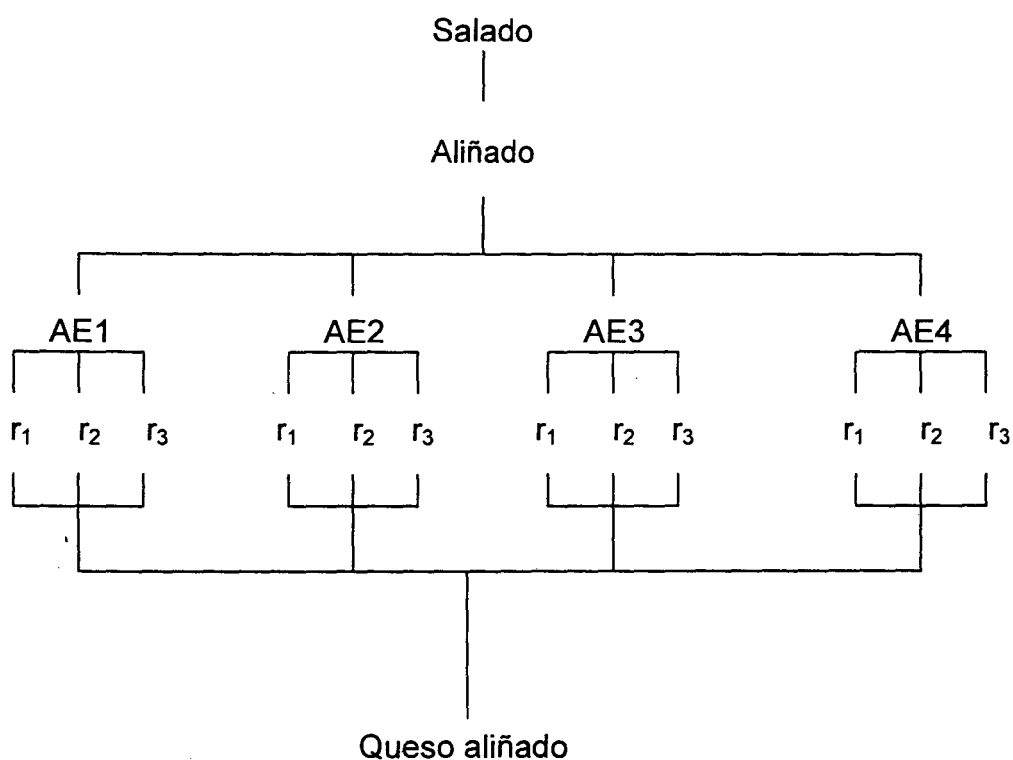 Salado
Aliñado
AE1 AE2 AE3 AE4
r₁ r₂ r₃ r₁ r₂ r₃ r₁ r₂ r₃ r₁ r₂ r₃
Queso aliñado